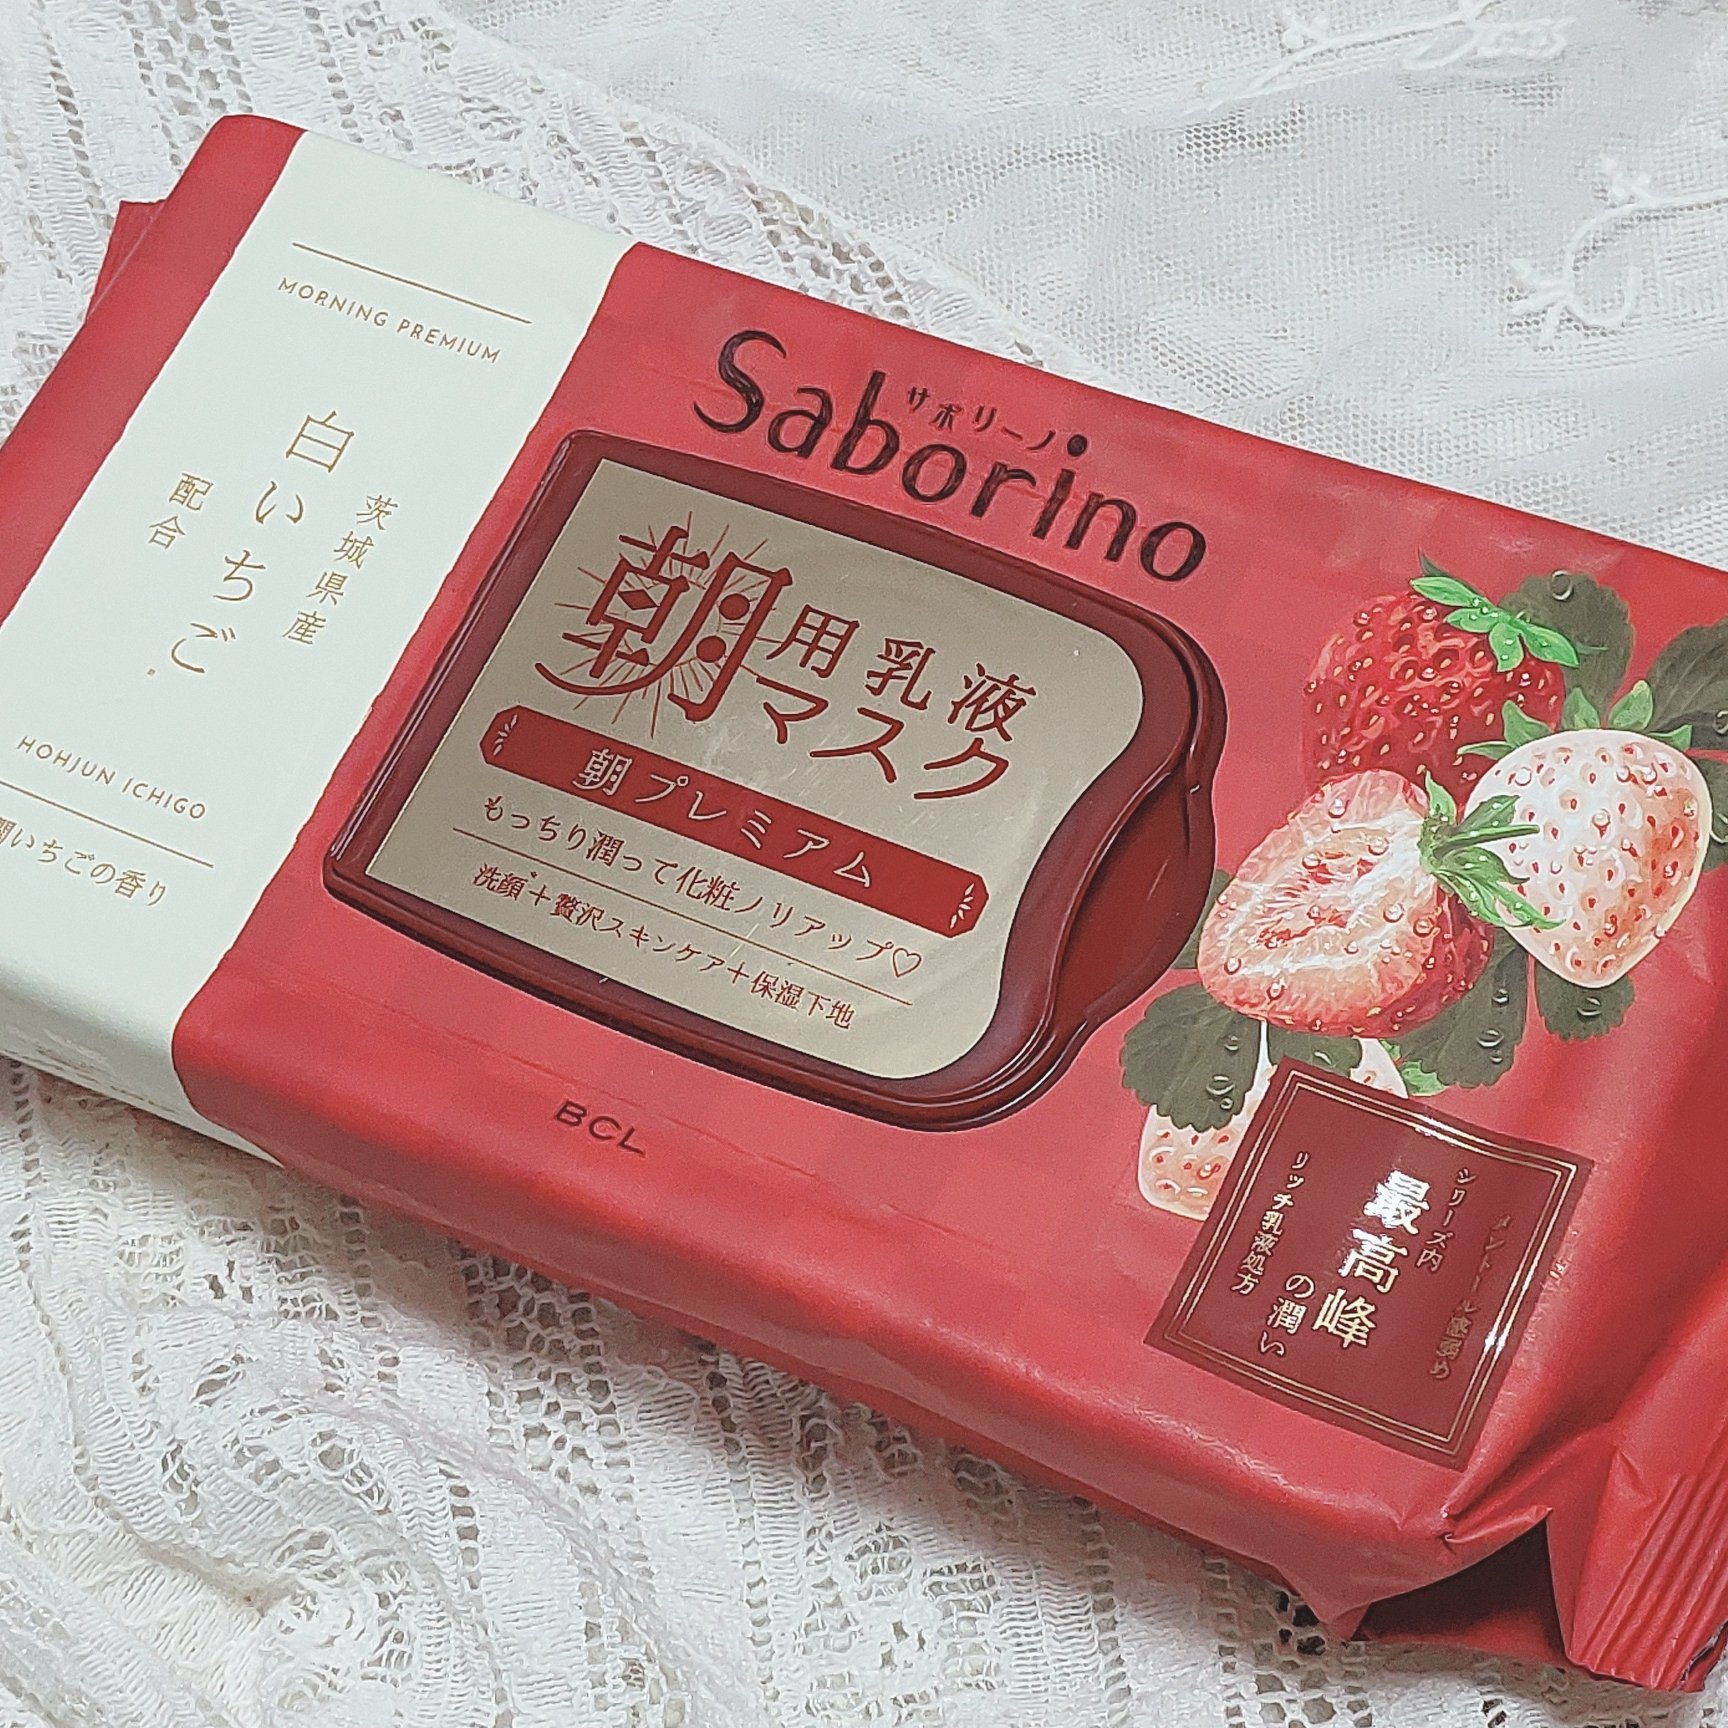 MORNING PREMIUM
茨城県産
白いちご
配合
HOHJUN ICHIGO
潤いちごの香り
サボリーノ
Saborino
朝用乳液
マスク
朝プレミアム
もっちり潤って化粧ノリアップ♡
洗顔*+贅沢スキンケア+保湿下地
BCL
シリーズ内
最高峰
の潤い
リッチ乳液処方